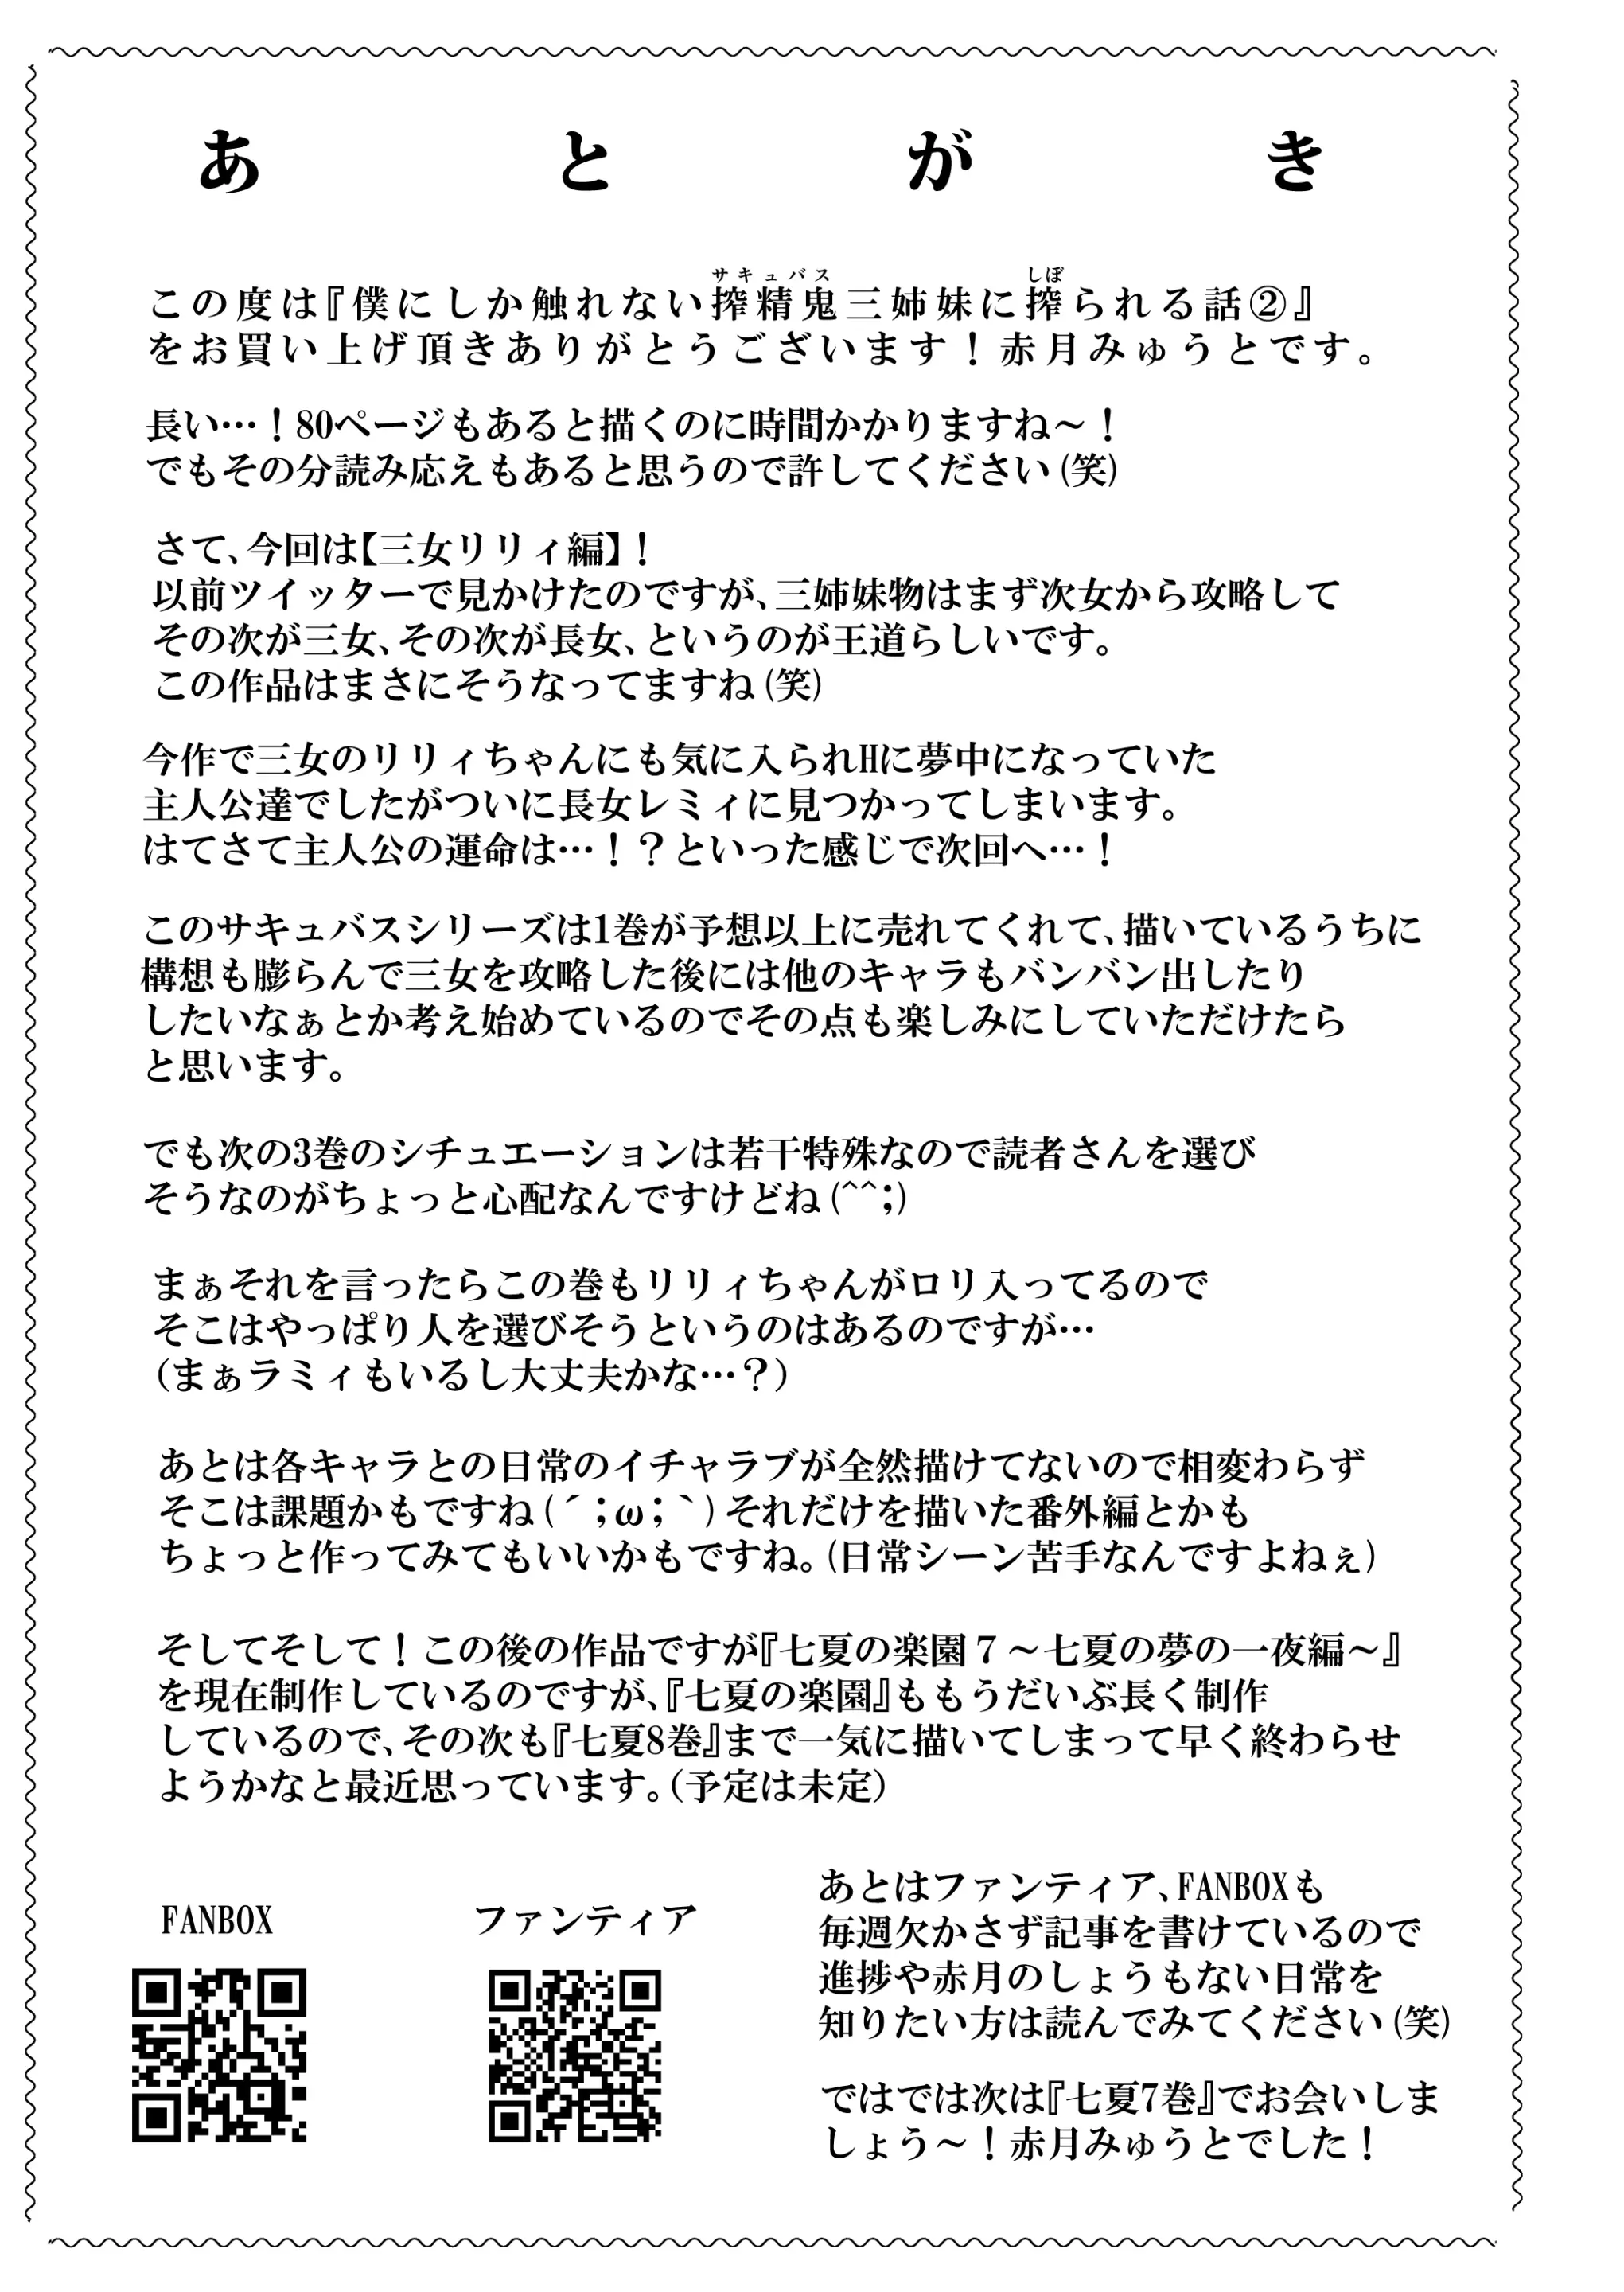 あとがき
この度は『僕にしか触れない搾精鬼三姉妹に搾られる話②』
サキュバス
しぼ
をお買い上げ頂きありがとうございます！赤月みゅうとです。
長い…！80ページもあると描くのに時間かかりますね～！
でもその分読み応えもあると思うので許してください(笑)
さて、今回は【三女リリィ編】！
以前ツイッターで見かけたのですが、三姉妹物はまず次女から攻略して
その次が三女、その次が長女、というのが王道らしいです。
この作品はまさにそうなってますね(笑)
今作で三女のリリィちゃんにも気に入られHに夢中になっていた
主人公達でしたがついに長女レミィに見つかってしまいます。
はてさて主人公の運命は…！？といった感じで次回へ…！
このサキュバスシリーズは1巻が予想以上に売れてくれて、描いているうちに
構想も膨らんで三女を攻略した後には他のキャラもバンバン出したり
したいなぁとか考え始めているのでその点も楽しみにしていただけたら
と思います。
でも次の3巻のシチュエーションは若干特殊なので読者さんを選び
そうなのがちょっと心配なんですけどね(^^;)
まぁそれを言ったらこの巻もリリィちゃんがロリ入ってるので
そこはやっぱり人を選びそうというのはあるのですが…
（まぁラミィもいるし大丈夫かな…？）
あとは各キャラとの日常のイチャラブが全然描けてないので相変わらず
そこは課題かもですね(´；ω；｀)それだけを描いた番外編とかも
ちょっと作ってみてもいいかもですね。(日常シーン苦手なんですよねぇ)
そしてそして！この後の作品ですが『七夏の楽園７～七夏の夢の一夜編～』
を現在制作しているのですが、『七夏の楽園』ももうだいぶ長く制作
しているので、その次も『七夏8巻』まで一気に描いてしまって早く終わらせ
ようかなと最近思っています。（予定は未定）
FANBOX
ファンティア
あとはファンティア、FANBOXも
毎週欠かさず記事を書けているので
進捗や赤月のしょうもない日常を
知りたい方は読んでみてください(笑)
ではでは次は『七夏7巻』でお会いしま
しょう～！赤月みゅうとでした！